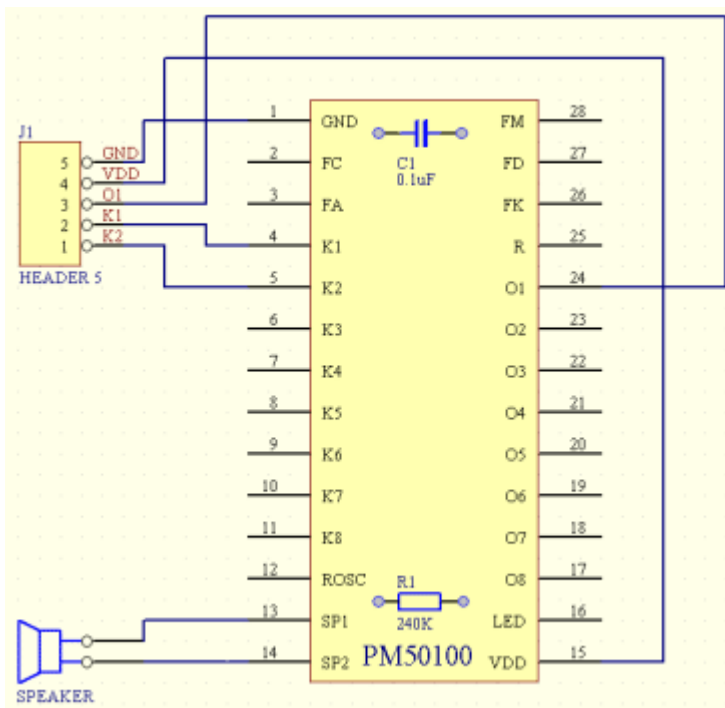 J1
5 GND
4 VDD
3 O1
2 K1
1 K2
HEADER 5
1 GND FM 28
2 FC FD 27
3 FA FK 26
4 K1 R 25
5 K2 O1 24
6 K3 O2 23
7 K4 O3 22
8 K5 O4 21
9 K6 O5 20
10 K7 O6 19
11 K8 O7 18
12 ROSC O8 17
13 SP1 LED 16
14 SP2 VDD 15
C1
0.1uF
R1
240K
PM50100
SPEAKER